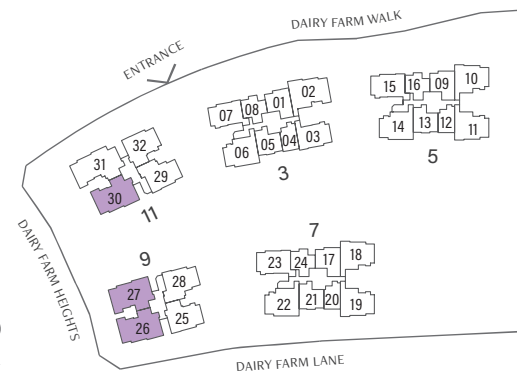 DAIRY FARM WALK
ENTRANCE
07 08 01 02
06 05 04 03
3
15 16 09 10
14 13 12 11
5
31 32
30 29
11
9
27 28
26 25
7
23 24 17 18
22 21 20 19
DAIRY FARM HEIGHTS
DAIRY FARM LANE